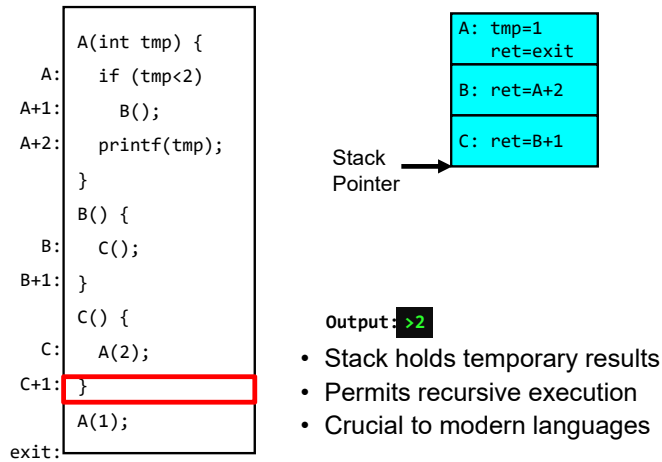 A(int tmp) {
A: if (tmp<2)
A+1: B();
A+2: printf(tmp);
}
B() {
B: C();
B+1: }
C() {
C: A(2);
C+1: }
A(1);
exit:
A: tmp=1
ret=exit
B: ret=A+2
C: ret=B+1
Stack
Pointer
Output: >2
• Stack holds temporary results
• Permits recursive execution
• Crucial to modern languages